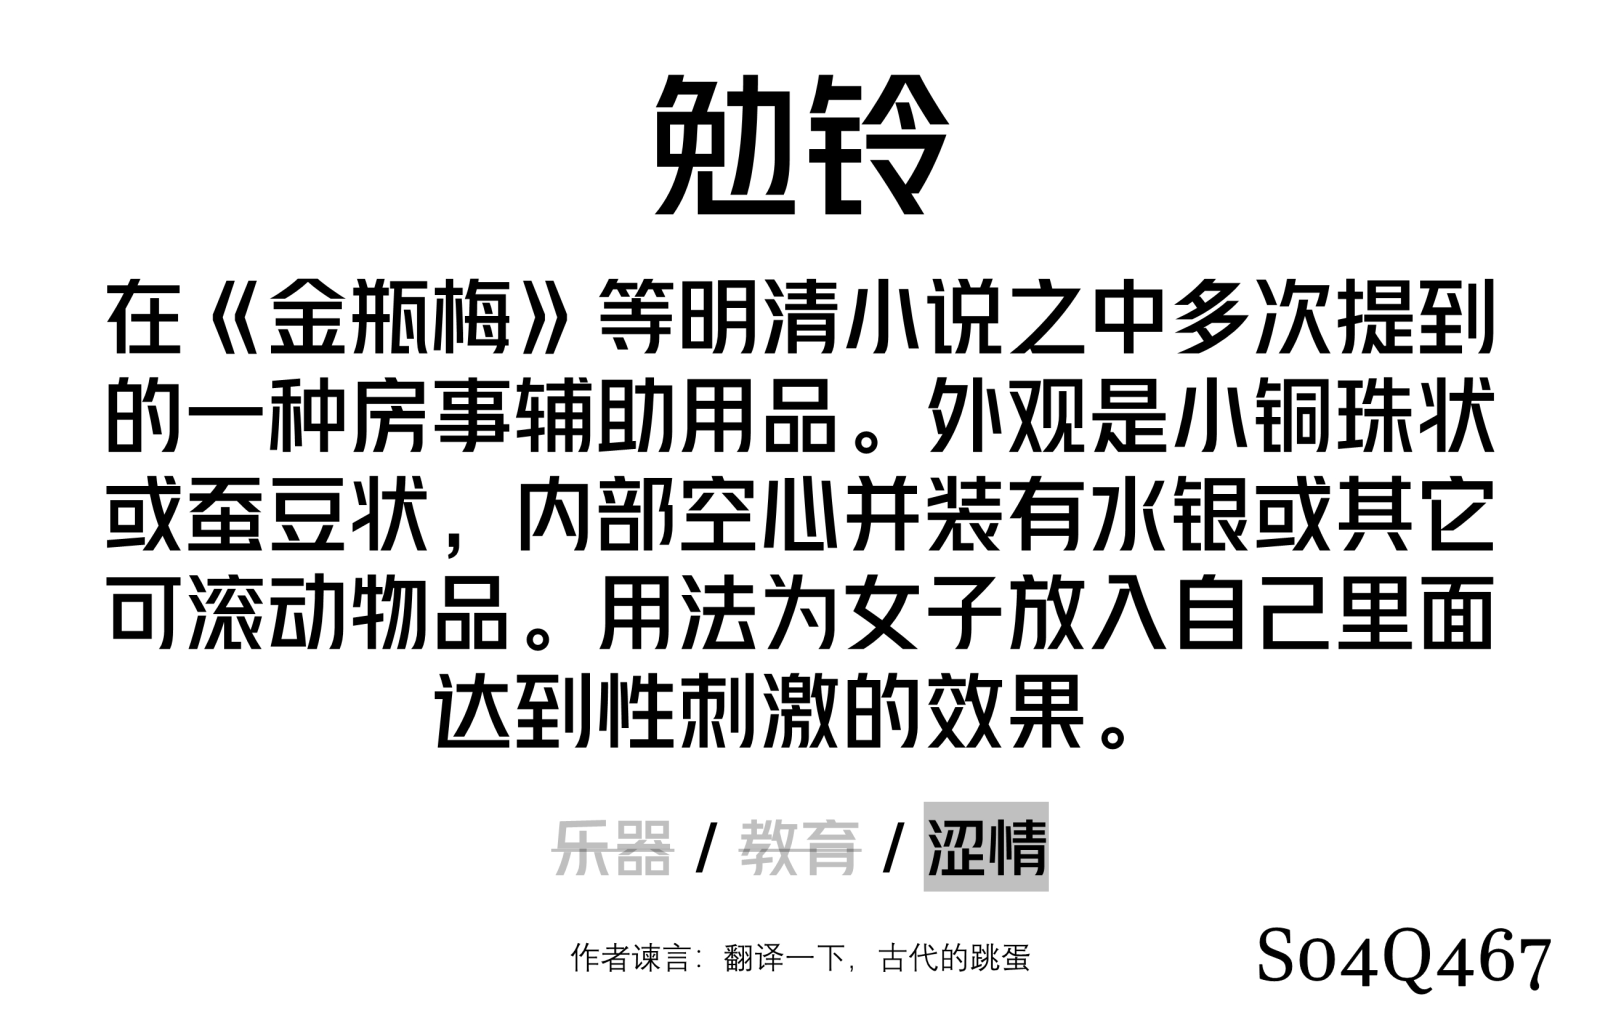 勉铃
在《金瓶梅》等明清小说之中多次提到
的一种房事辅助用品。外观是小铜珠状
或蚕豆状，内部空心并装有水银或其它
可滚动物品。用法为女子放入自己里面
达到性刺激的效果。
乐器 / 教育 / 涩情
作者谏言：翻译一下，古代的跳蛋
S04Q467